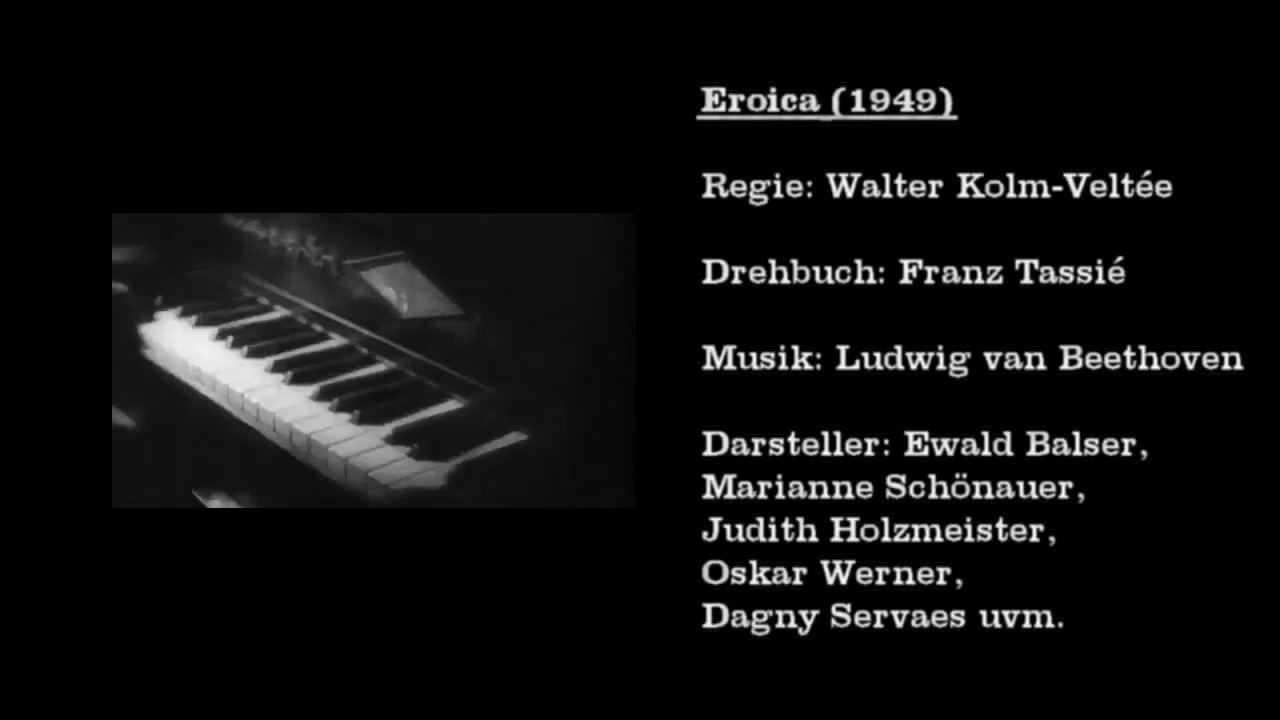 Eroica (1949)
Regie: Walter Kolm-Veltée
Drehbuch: Franz Tassié
Musik: Ludwig van Beethoven
Darsteller: Ewald Balser,
Marianne Schönauer,
Judith Holzmeister,
Oskar Werner,
Dagny Servaes uvm.